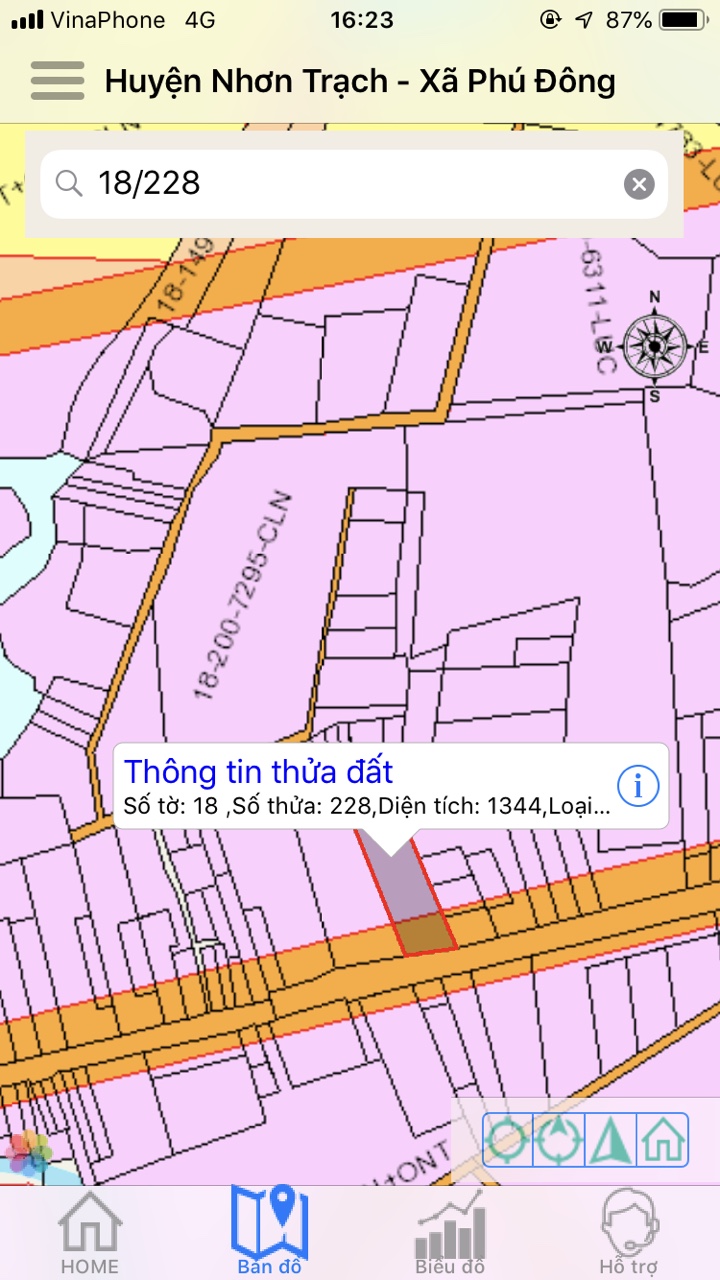 VinaPhone 4G 16:23 87%
Huyện Nhơn Trạch - Xã Phú Đông
18/228
18-149
-6311-LUC
N
W E
S
18-200-7295-CLN
Thông tin thửa đất
Số tờ: 18 ,Số thửa: 228,Diện tích: 1344,Loại...
i
+ONT
HOME Bản đồ Biểu đồ Hỗ trợ